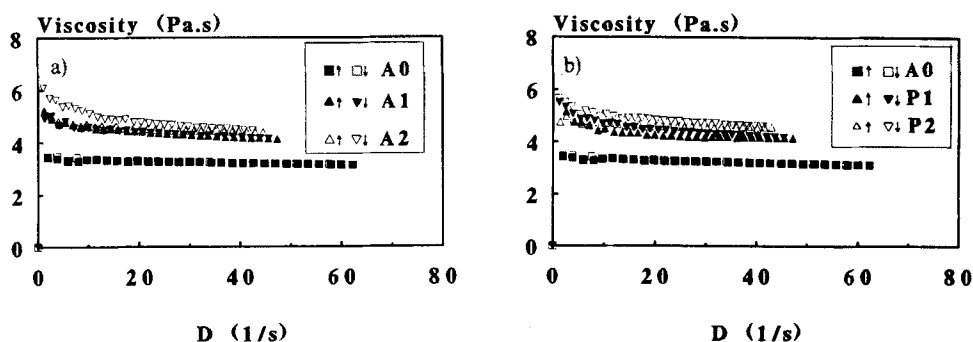 Viscosity (Pa.s)
8
6
4
2
0
a)
■↑ □↓ A0
▲↑ ▼↓ A1
△↑ ▽↓ A2
0 20 40 60 80
D (1/s)
Viscosity (Pa.s)
8
6
4
2
0
b)
■↑ □↓ A0
▲↑ ▼↓ P1
△↑ ▽↓ P2
0 20 40 60 80
D (1/s)